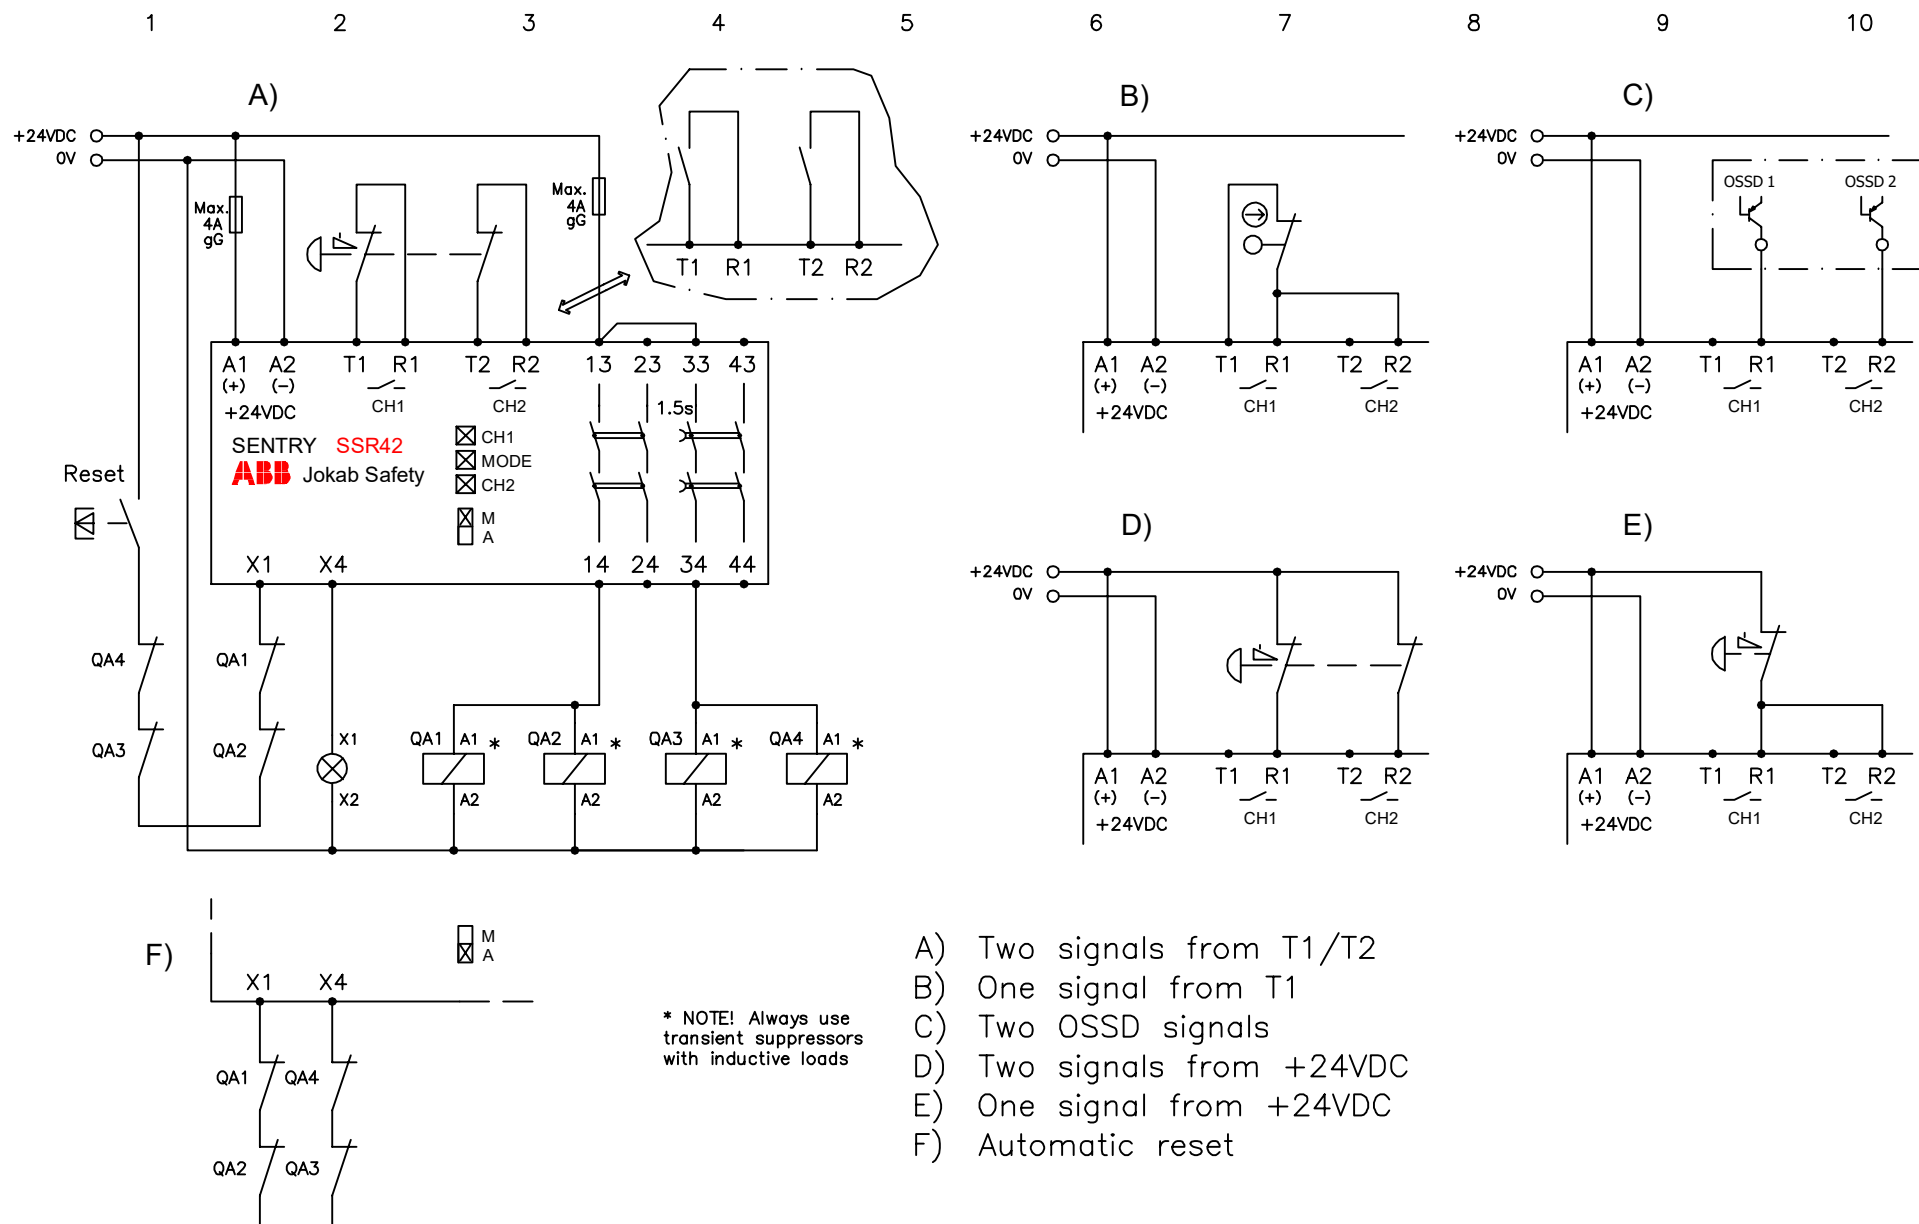 1 2 3 4 5 6 7 8 9 10
A)
+24VDC
0V
Max.
4A
gG
Max.
4A
gG
T1 R1 T2 R2
A1 A2 T1 R1 T2 R2 13 23 33 43
(+) (−)
CH1 CH2
+24VDC
1.5s
SENTRY SSR42
ABB Jokab Safety
CH1
MODE
CH2
M
A
Reset
X1 X4 14 24 34 44
QA4 QA1
QA3 QA2
X1
X2
QA1 A1 *
A2
QA2 A1 *
A2
QA3 A1 *
A2
QA4 A1 *
A2
B)
+24VDC
0V
A1 A2 T1 R1 T2 R2
(+) (−)
CH1 CH2
+24VDC
C)
+24VDC
0V
OSSD 1 OSSD 2
A1 A2 T1 R1 T2 R2
(+) (−)
CH1 CH2
+24VDC
D)
+24VDC
0V
A1 A2 T1 R1 T2 R2
(+) (−)
CH1 CH2
+24VDC
E)
+24VDC
0V
A1 A2 T1 R1 T2 R2
(+) (−)
CH1 CH2
+24VDC
F)
M
A
X1 X4
QA1 QA4
QA2 QA3
* NOTE! Always use
transient suppressors
with inductive loads
A) Two signals from T1/T2
B) One signal from T1
C) Two OSSD signals
D) Two signals from +24VDC
E) One signal from +24VDC
F) Automatic reset